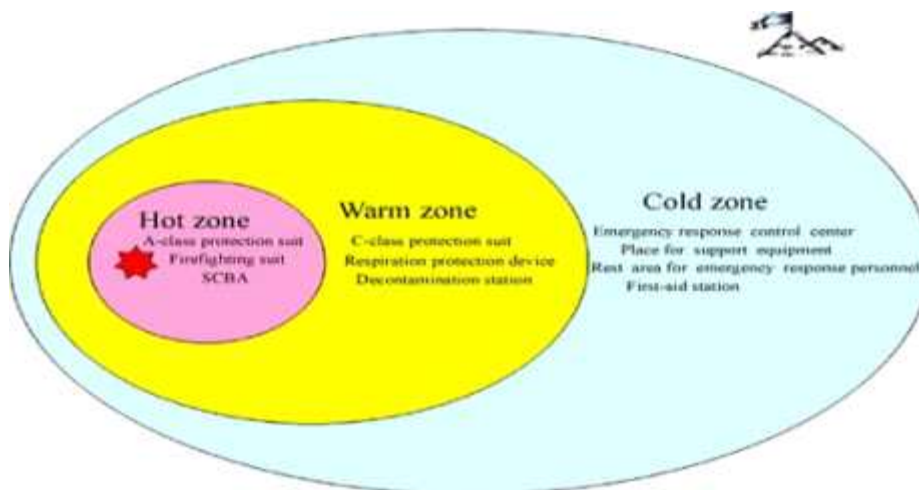 Hot zone
A-class protection suit
Firefighting suit
SCBA
Warm zone
C-class protection suit
Respiration protection device
Decontamination station
Cold zone
Emergency response control center
Place for support equipment
Rest area for emergency response personnel
First-aid station